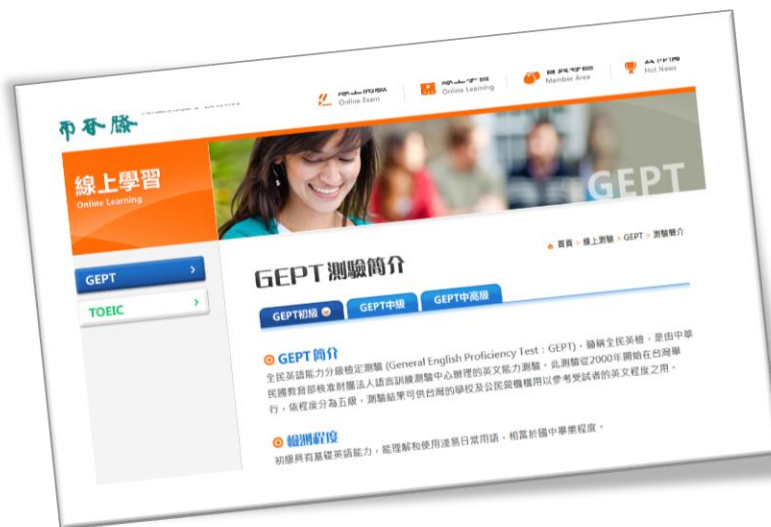 Online Exam
Online Learning
Member Area
Hot News
線上學習
Online Learning
GEPT
GEPT
TOEIC
首頁 > 線上測驗 > GEPT > 測驗簡介
GEPT 測驗簡介
GEPT初級
GEPT中級
GEPT中高級
GEPT 簡介
全民英語能力分級檢定測驗 (General English Proficiency Test：GEPT)，簡稱全民英檢，是由中華
民國教育部核准財團法人語言訓練測驗中心辦理的英文能力測驗。此測驗從2000年開始在台灣舉
行，依程度分為五級，測驗結果可供台灣的學校及公民營機構用以參考受試者的英文程度之用。
檢測程度
初級具有基礎英語能力，能理解和使用淺易日常用語，相當於國中畢業程度。